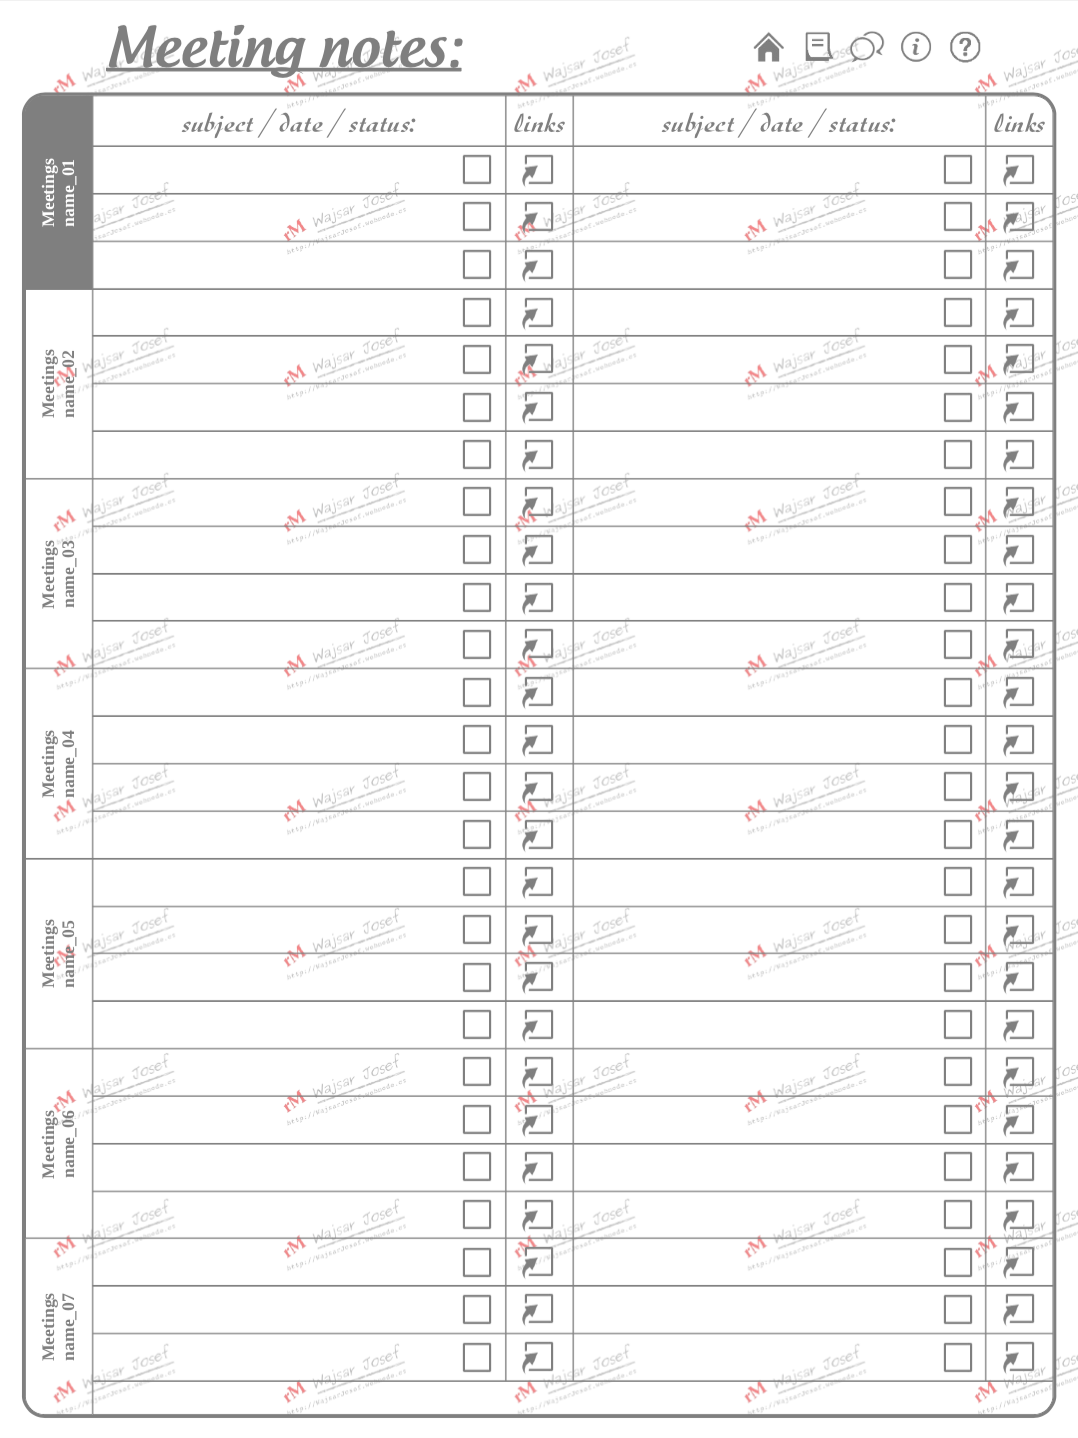 Meeting notes:
subject / date / status: links subject / date / status: links
Meetings
name_01
Meetings
name_02
Meetings
name_03
Meetings
name_04
Meetings
name_05
Meetings
name_06
Meetings
name_07
rM Wajsar Josef
http://WajsarJosef.webnode.cz